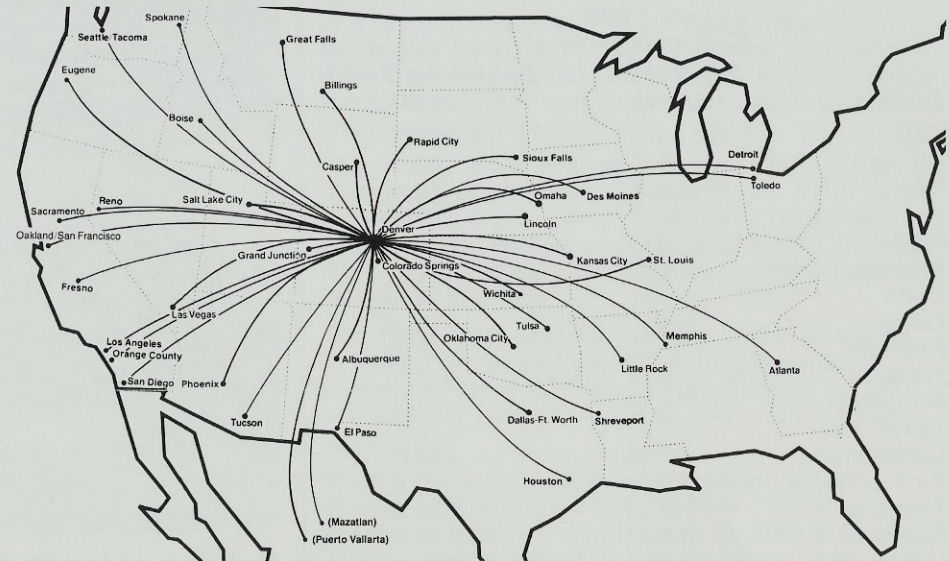 Spokane
Seattle Tacoma
Great Falls
Eugene
Billings
Boise
Rapid City
Casper
Sioux Falls
Detroit
Toledo
Salt Lake City
Omaha
Des Moines
Reno
Sacramento
Lincoln
Denver
Oakland/San Francisco
Grand Junction
Colorado Springs
Kansas City
St. Louis
Fresno
Wichita
Las Vegas
Tulsa
Oklahoma City
Memphis
Los Angeles
Orange County
Albuquerque
Little Rock
Atlanta
San Diego
Phoenix
Tucson
Dallas-Ft. Worth
Shreveport
El Paso
Houston
(Mazatlan)
(Puerto Vallarta)